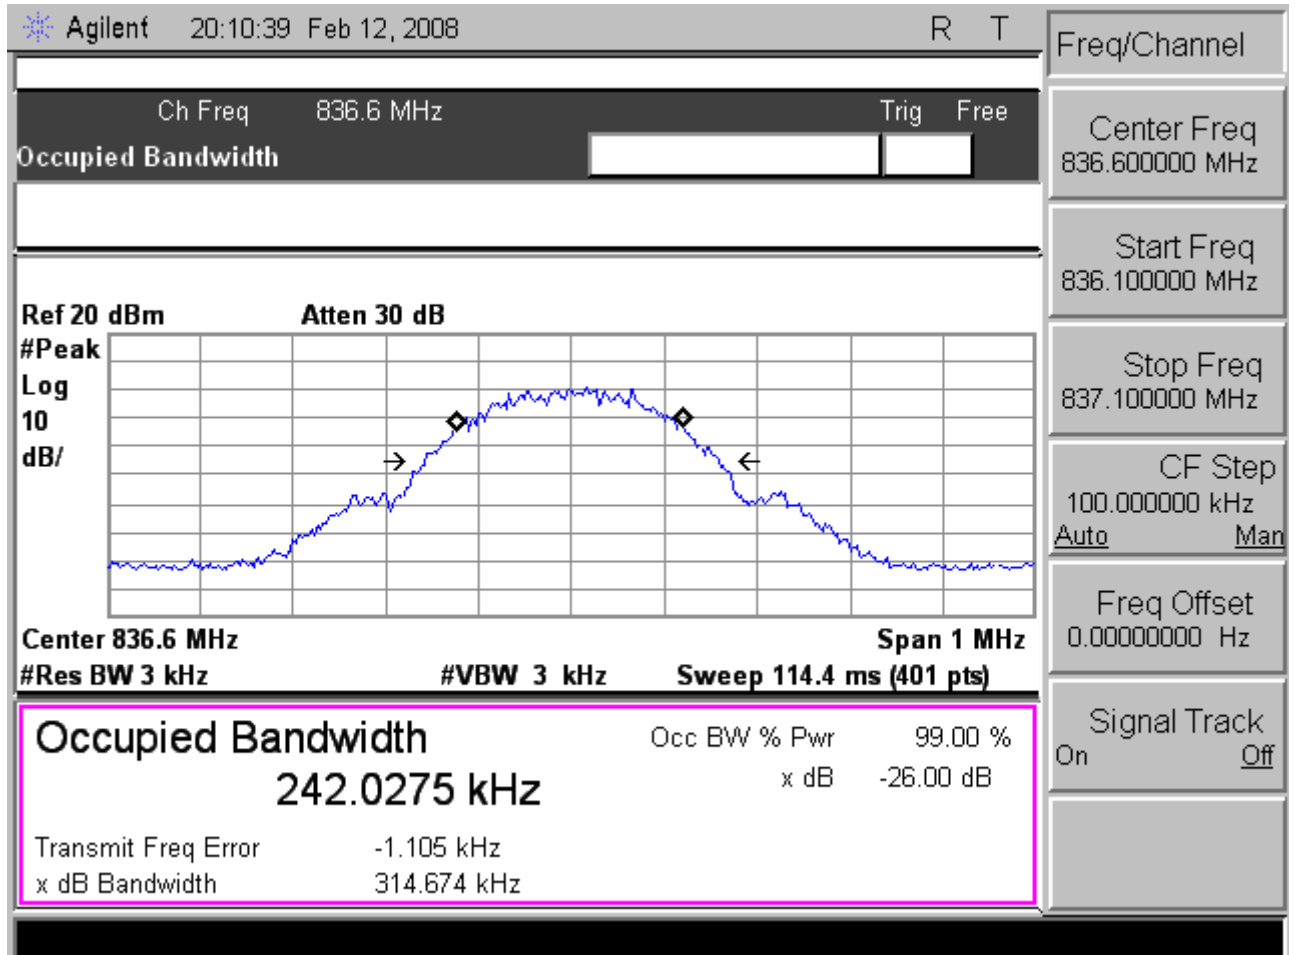 Agilent 20:10:39 Feb 12, 2008 R T
Freq/Channel
Ch Freq 836.6 MHz Trig Free
Occupied Bandwidth
Center Freq
836.600000 MHz
Start Freq
836.100000 MHz
Stop Freq
837.100000 MHz
CF Step
100.000000 kHz
Auto Man
Freq Offset
0.00000000 Hz
Signal Track
On Off
Ref 20 dBm Atten 30 dB
#Peak
Log
10
dB/
Center 836.6 MHz Span 1 MHz
#Res BW 3 kHz #VBW 3 kHz Sweep 114.4 ms (401 pts)
Occupied Bandwidth
242.0275 kHz
Occ BW % Pwr 99.00 %
x dB -26.00 dB
Transmit Freq Error -1.105 kHz
x dB Bandwidth 314.674 kHz